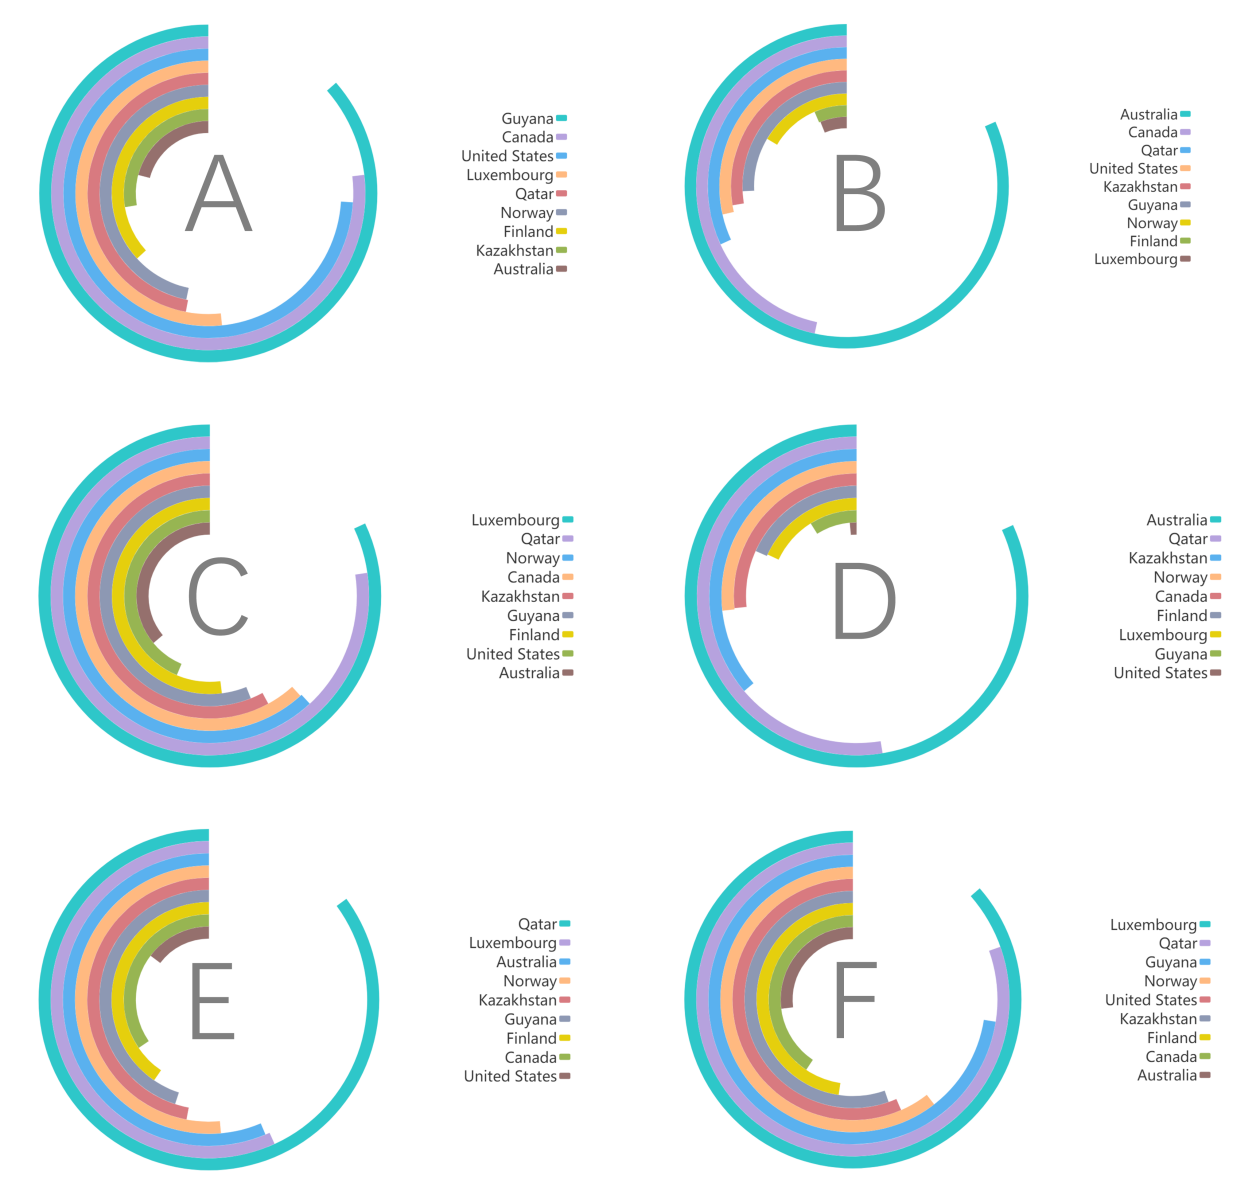 A
Guyana
Canada
United States
Luxembourg
Qatar
Norway
Finland
Kazakhstan
Australia
B
Australia
Canada
Qatar
United States
Kazakhstan
Guyana
Norway
Finland
Luxembourg
C
Luxembourg
Qatar
Norway
Canada
Kazakhstan
Guyana
Finland
United States
Australia
D
Australia
Qatar
Kazakhstan
Norway
Canada
Finland
Luxembourg
Guyana
United States
E
Qatar
Luxembourg
Australia
Norway
Kazakhstan
Guyana
Finland
Canada
United States
F
Luxembourg
Qatar
Guyana
Norway
United States
Kazakhstan
Finland
Canada
Australia